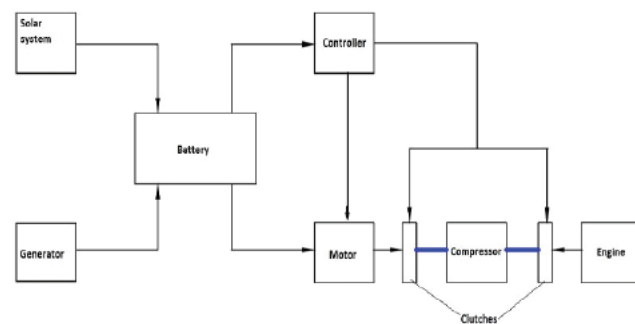 Solar
system
Controller
Battery
Generator
Motor
Compressor
Engine
Clutches